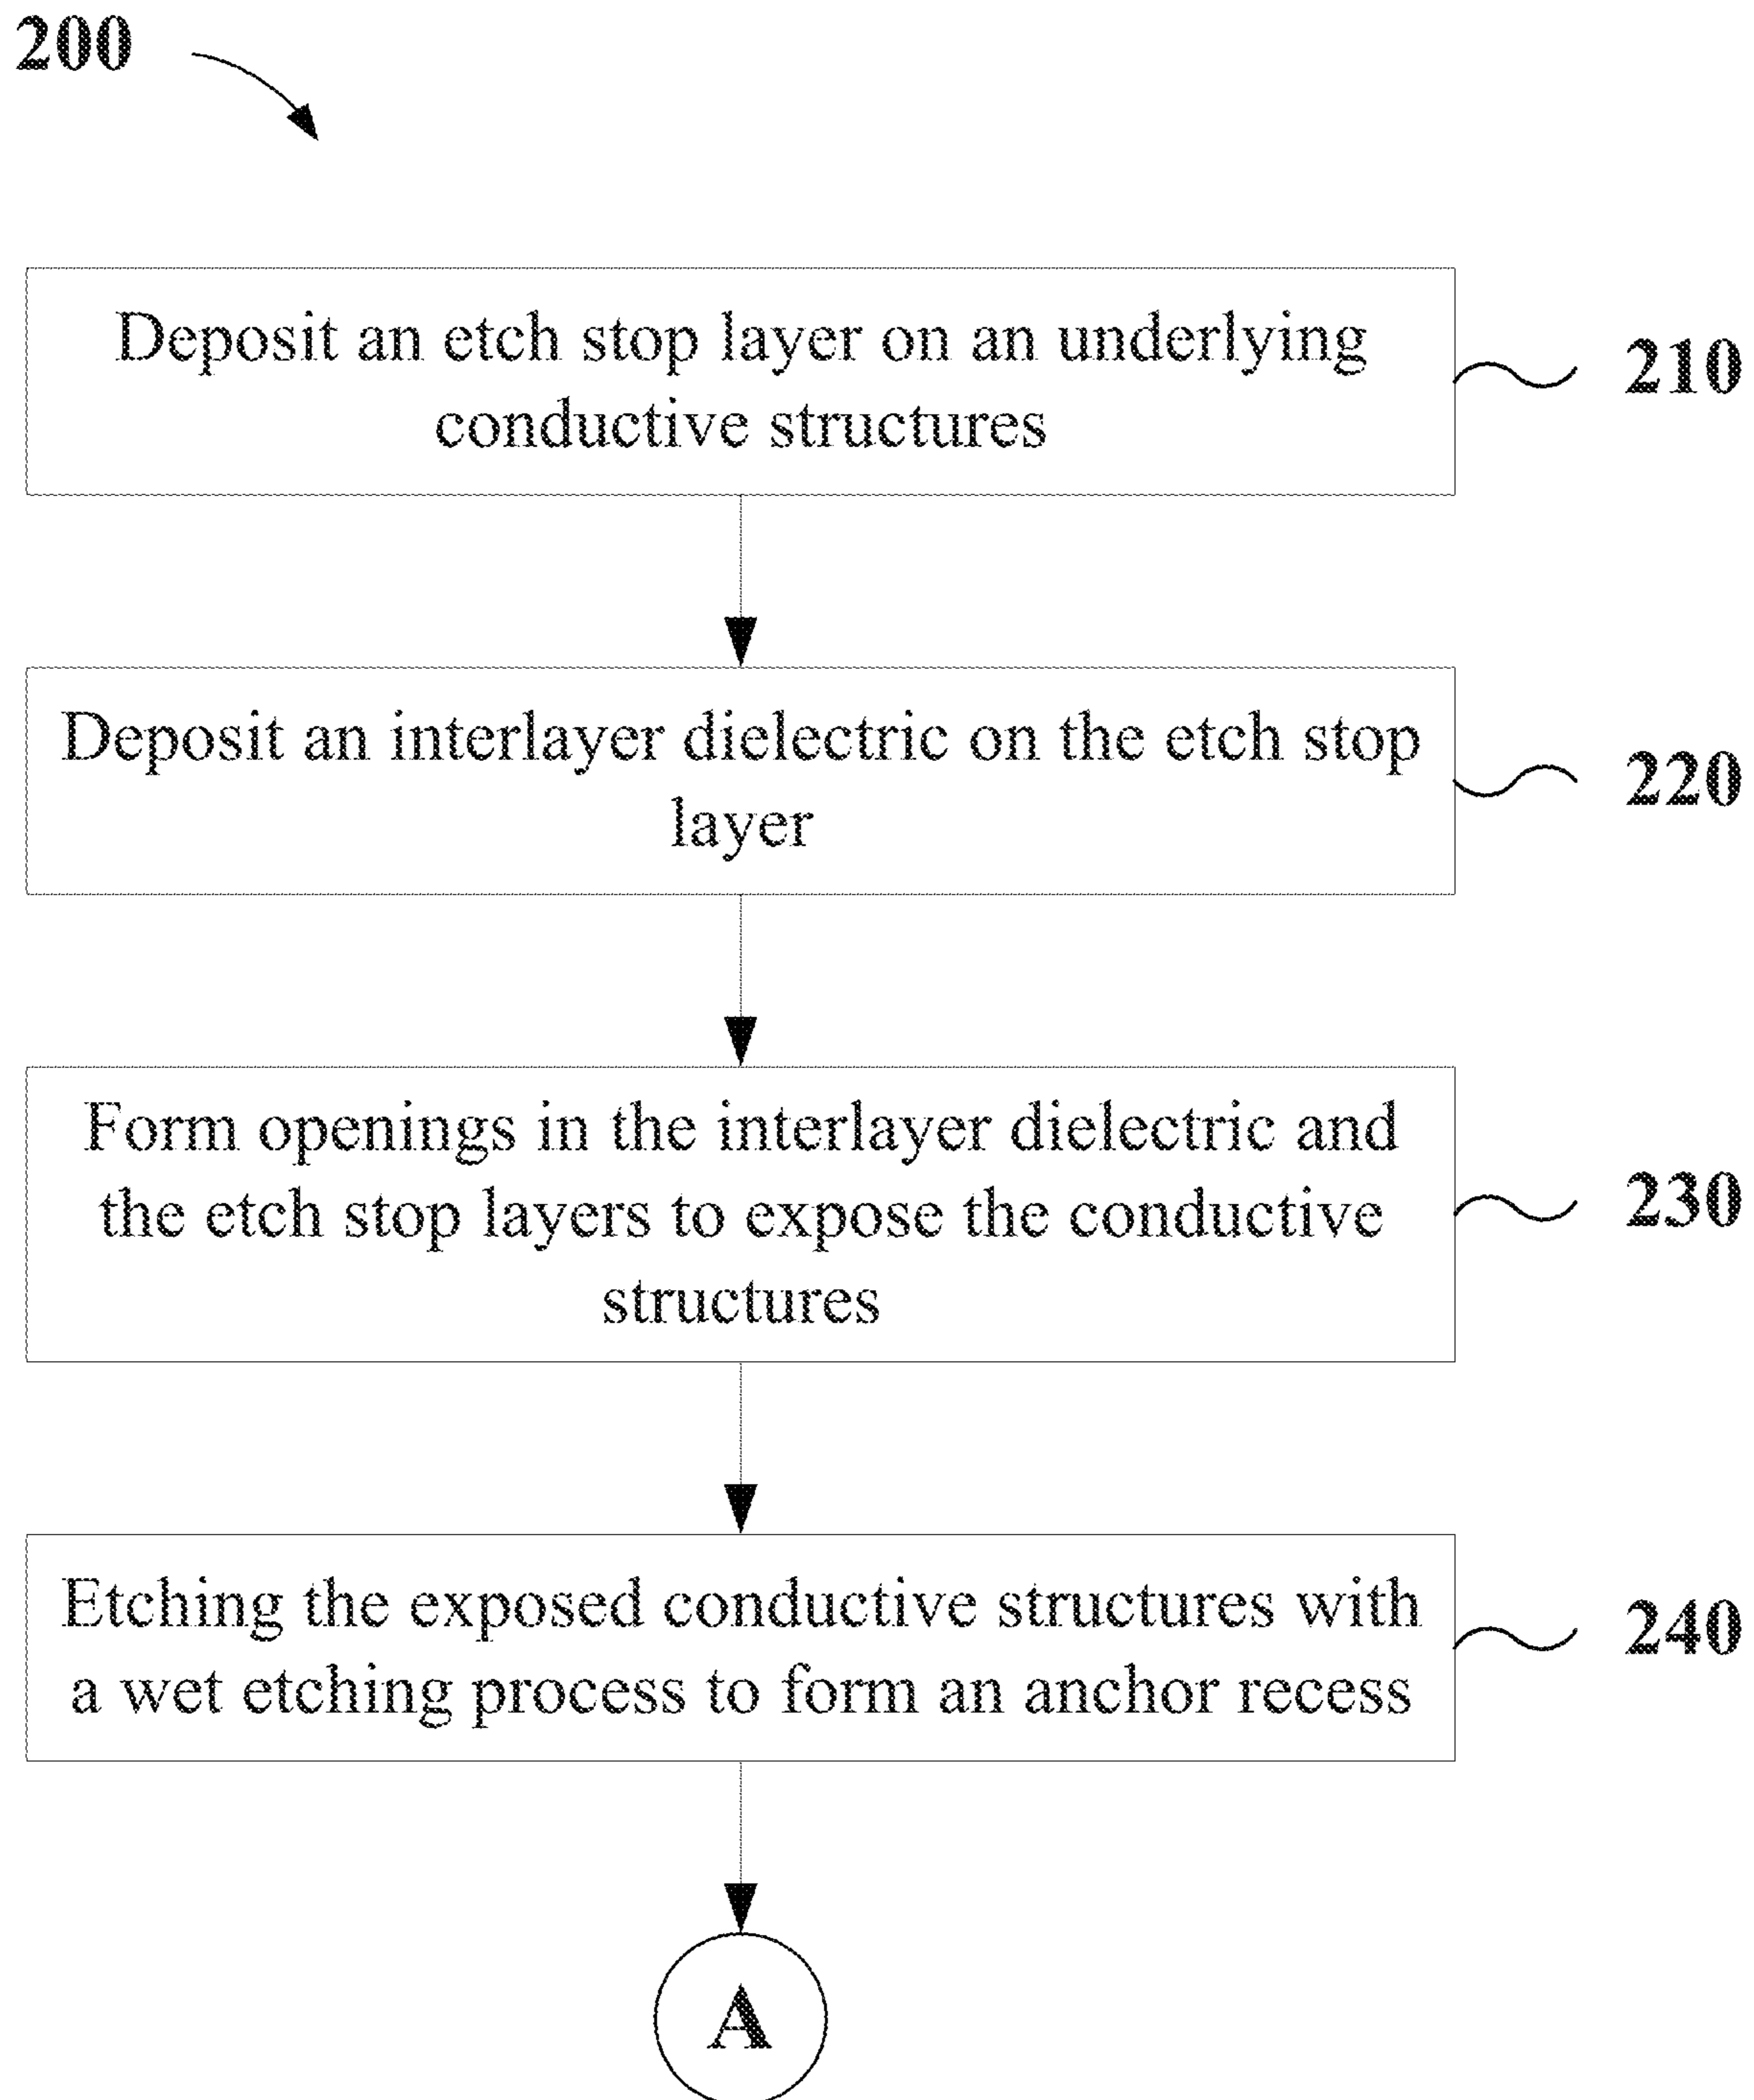 200
Deposit an etch stop layer on an underlying
conductive structures
210
Deposit an interlayer dielectric on the etch stop
layer
220
Form openings in the interlayer dielectric and
the etch stop layers to expose the conductive
structures
230
Etching the exposed conductive structures with
a wet etching process to form an anchor recess
240
A